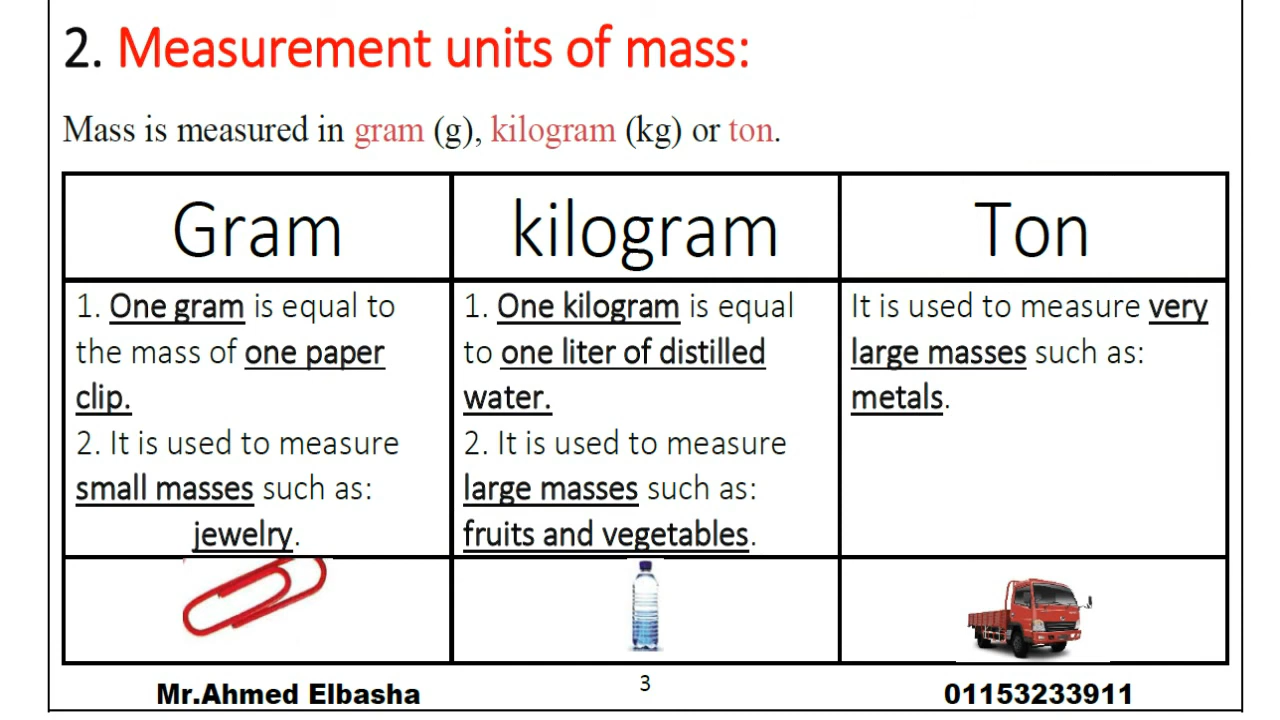 2. Measurement units of mass:
Mass is measured in gram (g), kilogram (kg) or ton.
Gram
kilogram
Ton
1. One gram is equal to
the mass of one paper
clip.
2. It is used to measure
small masses such as:
jewelry.
1. One kilogram is equal
to one liter of distilled
water.
2. It is used to measure
large masses such as:
fruits and vegetables.
It is used to measure very
large masses such as:
metals.
Mr.Ahmed Elbasha
3
01153233911